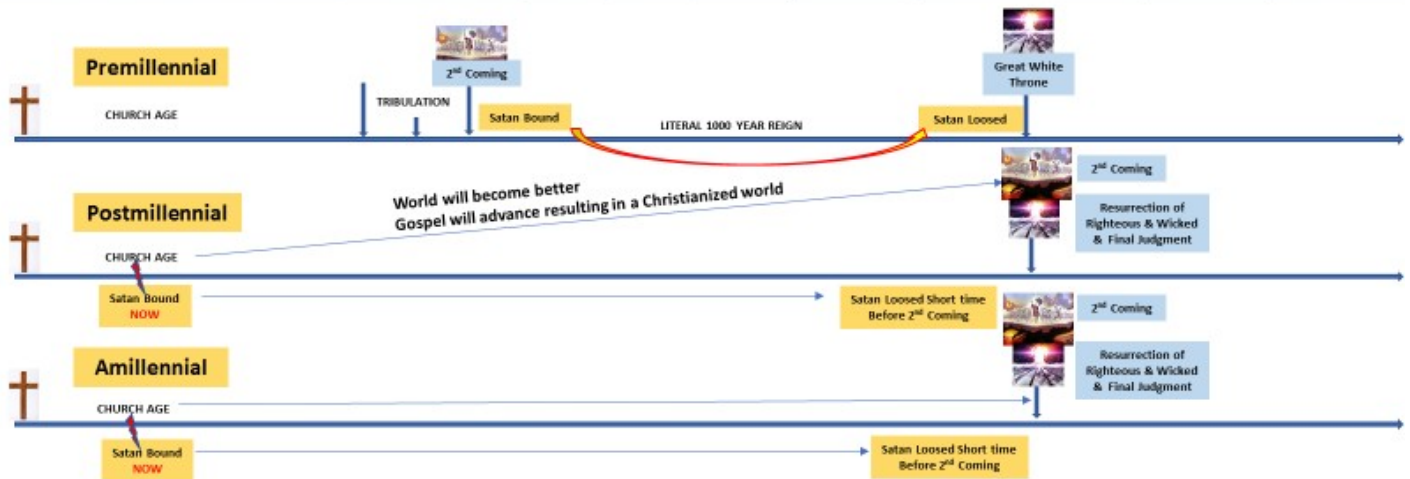 Premillennial
CHURCH AGE
TRIBULATION
2nd Coming
Satan Bound
LITERAL 1000 YEAR REIGN
Satan Loosed
Great White
Throne
Postmillennial
CHURCH AGE
Satan Bound
NOW
World will become better
Gospel will advance resulting in a Christianized world
Satan Loosed Short time
Before 2nd Coming
2nd Coming
Resurrection of
Righteous & Wicked
& Final Judgment
Amillennial
CHURCH AGE
Satan Bound
NOW
Satan Loosed Short time
Before 2nd Coming
2nd Coming
Resurrection of
Righteous & Wicked
& Final Judgment